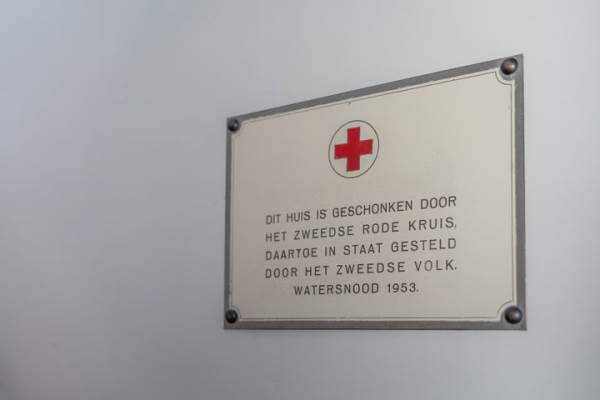 DIT HUIS IS GESCHONKEN DOOR
HET ZWEEDSE RODE KRUIS,
DAARTOE IN STAAT GESTELD
DOOR HET ZWEEDSE VOLK.
WATERSNOOD 1953.